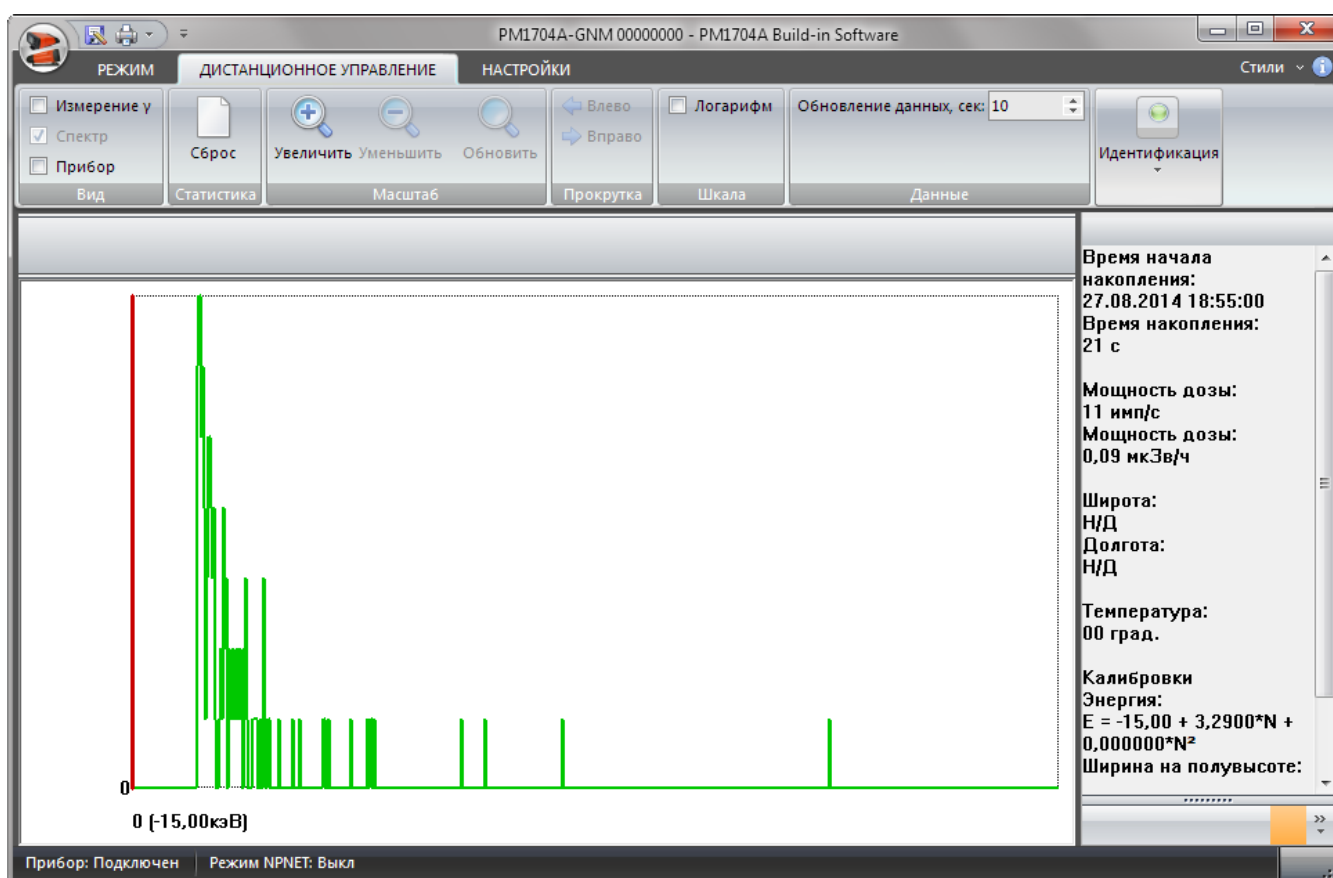 PM1704A-GNM 00000000 - PM1704A Build-in Software
РЕЖИМ ДИСТАНЦИОННОЕ УПРАВЛЕНИЕ НАСТРОЙКИ Стили
Измерение γ
Спектр
Прибор
Вид
Сброс
Статистика
Увеличить Уменьшить Обновить
Масштаб
Влево
Вправо
Прокрутка
Логарифм
Шкала
Обновление данных, сек: 10
Данные
Идентификация
Время начала
накопления:
27.08.2014 18:55:00
Время накопления:
21 с
Мощность дозы:
11 имп/с
Мощность дозы:
0,09 мкЗв/ч
Широта:
Н/Д
Долгота:
Н/Д
Температура:
00 град.
Калибровки
Энергия:
E = -15,00 + 3,2900*N +
0,000000*N²
Ширина на полувысоте:
0
0 (-15,00кэВ)
Прибор: Подключен Режим NPNET: Выкл